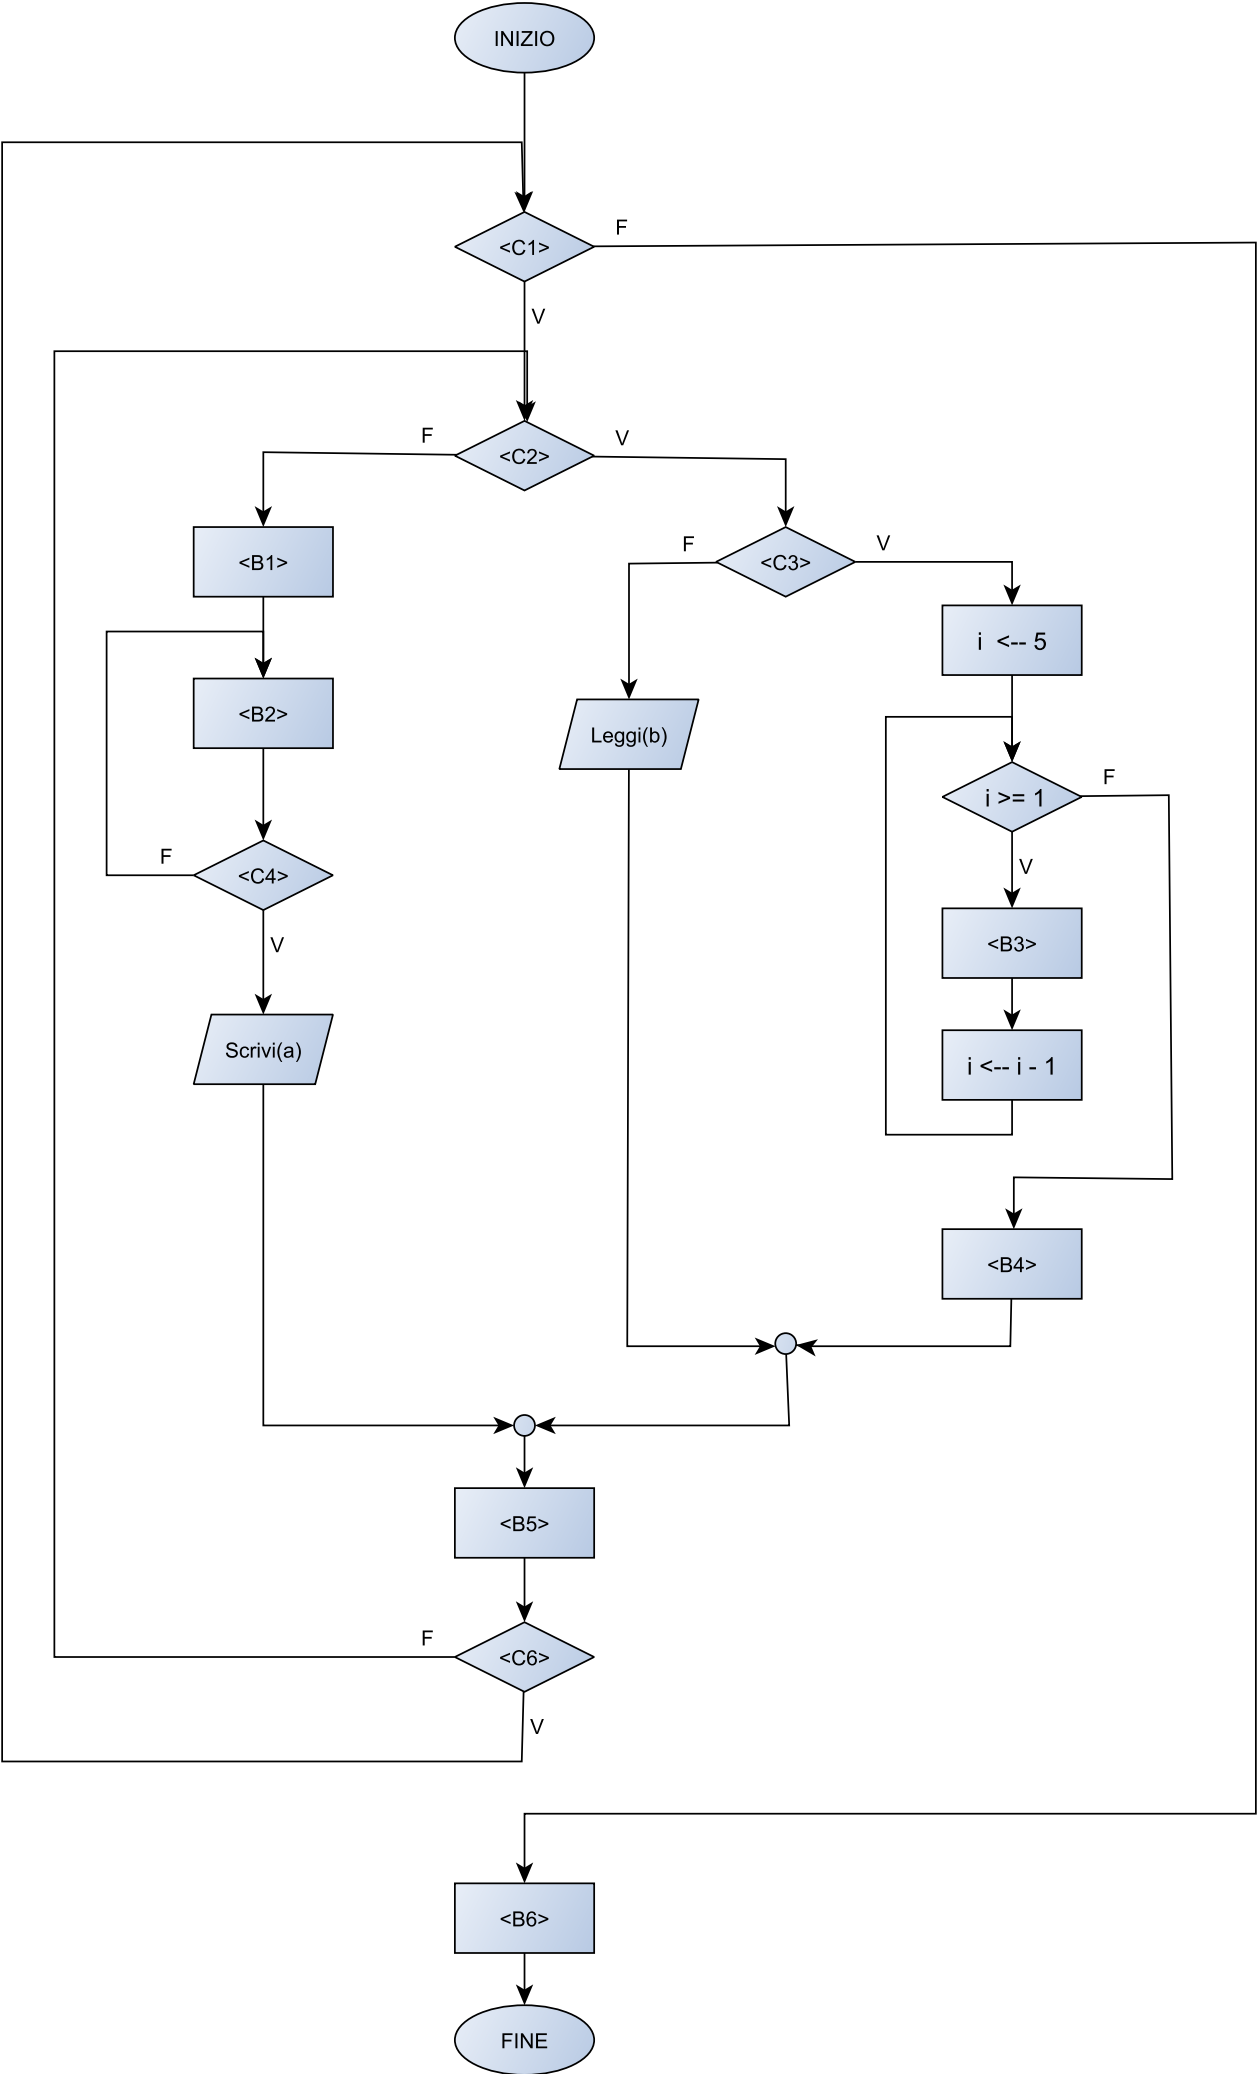 INIZIO
<C1>
F
V
<C2>
F
V
<B1>
<C3>
F
V
i <-- 5
<B2>
Leggi(b)
i >= 1
F
V
<C4>
F
V
<B3>
Scrivi(a)
i <-- i - 1
<B4>
<B5>
<C6>
F
V
<B6>
FINE